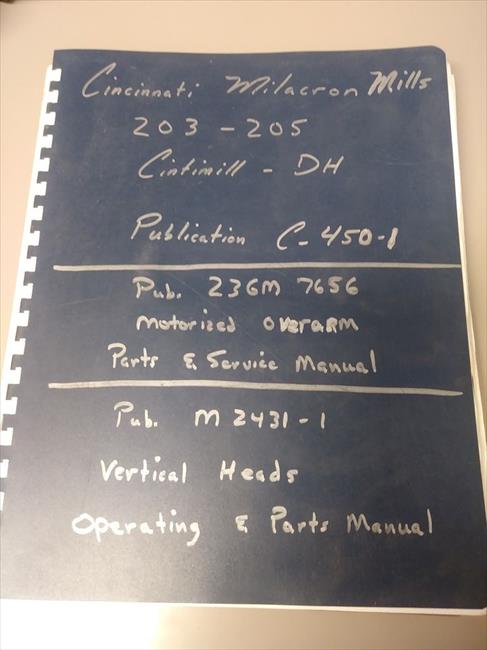 Cincinnati Milacron Mills
203 - 205
Cintimill - DH
Publication C-450-1
Pub. 236M 7656
Motorized Overarm
Parts & Service Manual
Pub. M 2431-1
Vertical Heads
Operating & Parts Manual